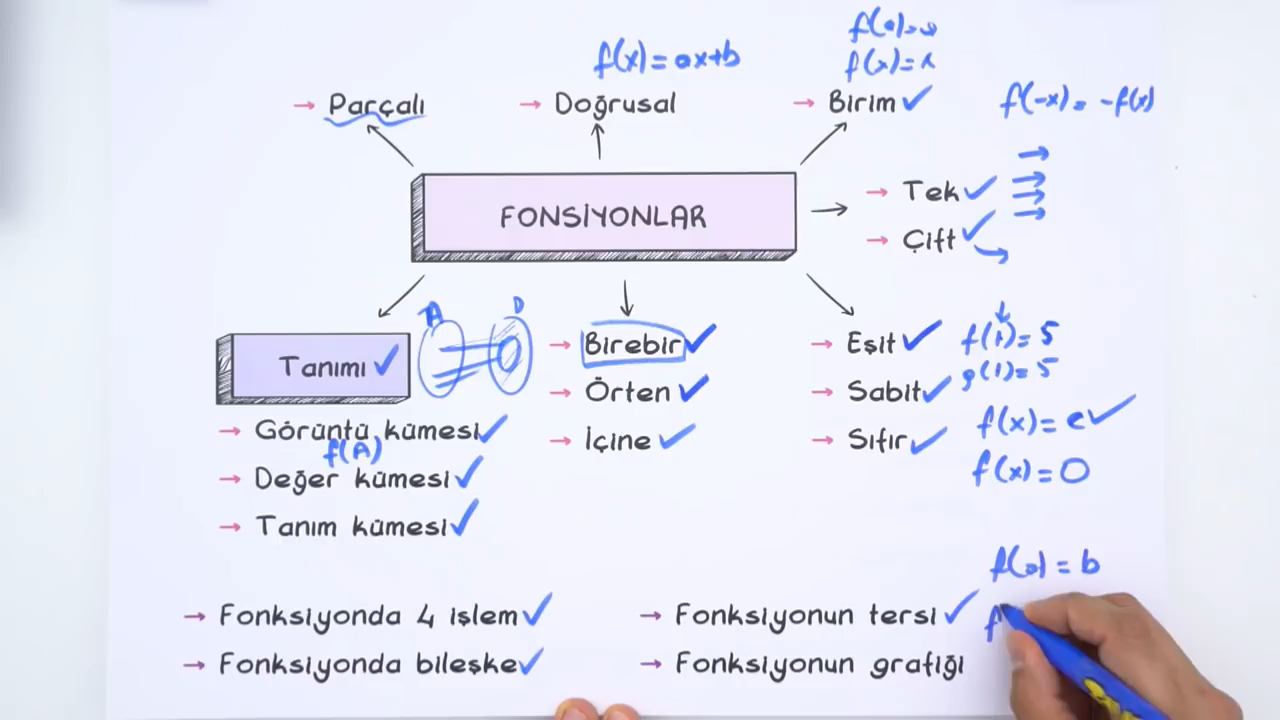 f(x) = x
f(x) = ax+b
→ Parçalı
→ Doğrusal
→ Birim ✓
f(-x) = -f(x)
FONSİYONLAR
→ Tek ✓
→ Çift ✓
Tanımı ✓
A
→ Birebir ✓
→ Örten ✓
→ İçine ✓
→ Eşit ✓ f(1) = 5
g(1) = 5
→ Sabit ✓
f(x) = c ✓
→ Sıfır ✓
f(x) = 0
→ Görüntü kümesi ✓
f(A)
→ Değer kümesi ✓
→ Tanım kümesi ✓
→ Fonksiyonda 4 işlem ✓
→ Fonksiyonda bileşke ✓
f(a) = b
→ Fonksiyonun tersi ✓ f
→ Fonksiyonun grafiği